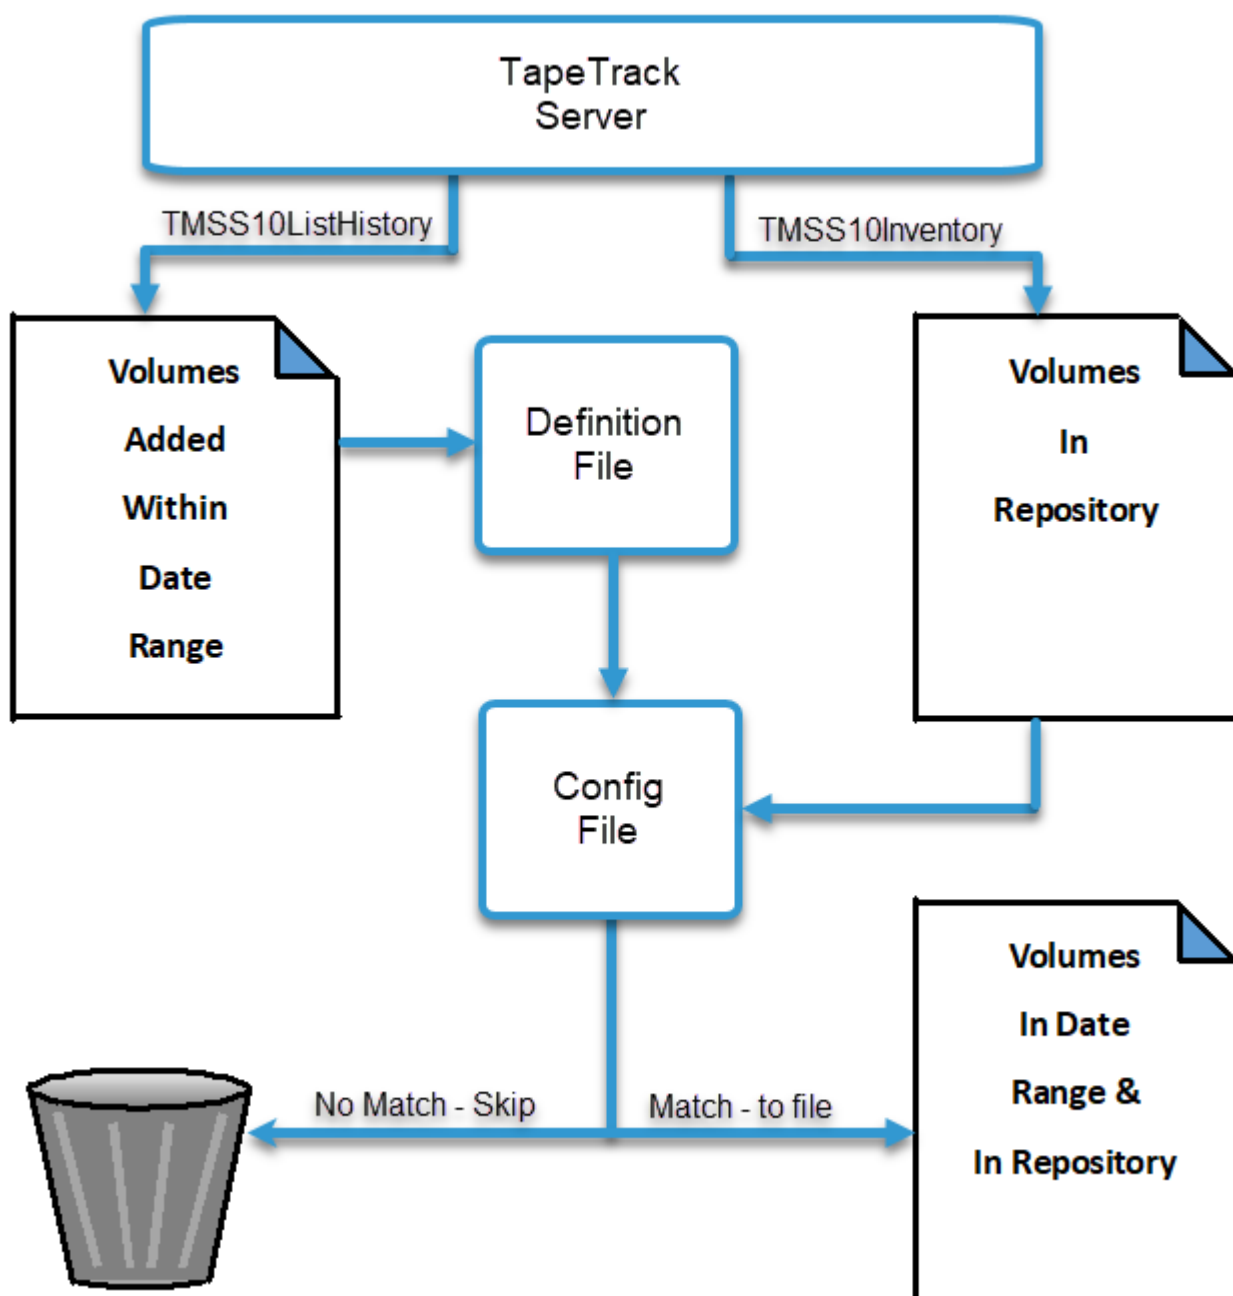 TapeTrack
Server
TMSS10ListHistory
TMSS10Inventory
Volumes
Added
Within
Date
Range
Definition
File
Volumes
In
Repository
Config
File
No Match - Skip
Match - to file
Volumes
In Date
Range &
In Repository